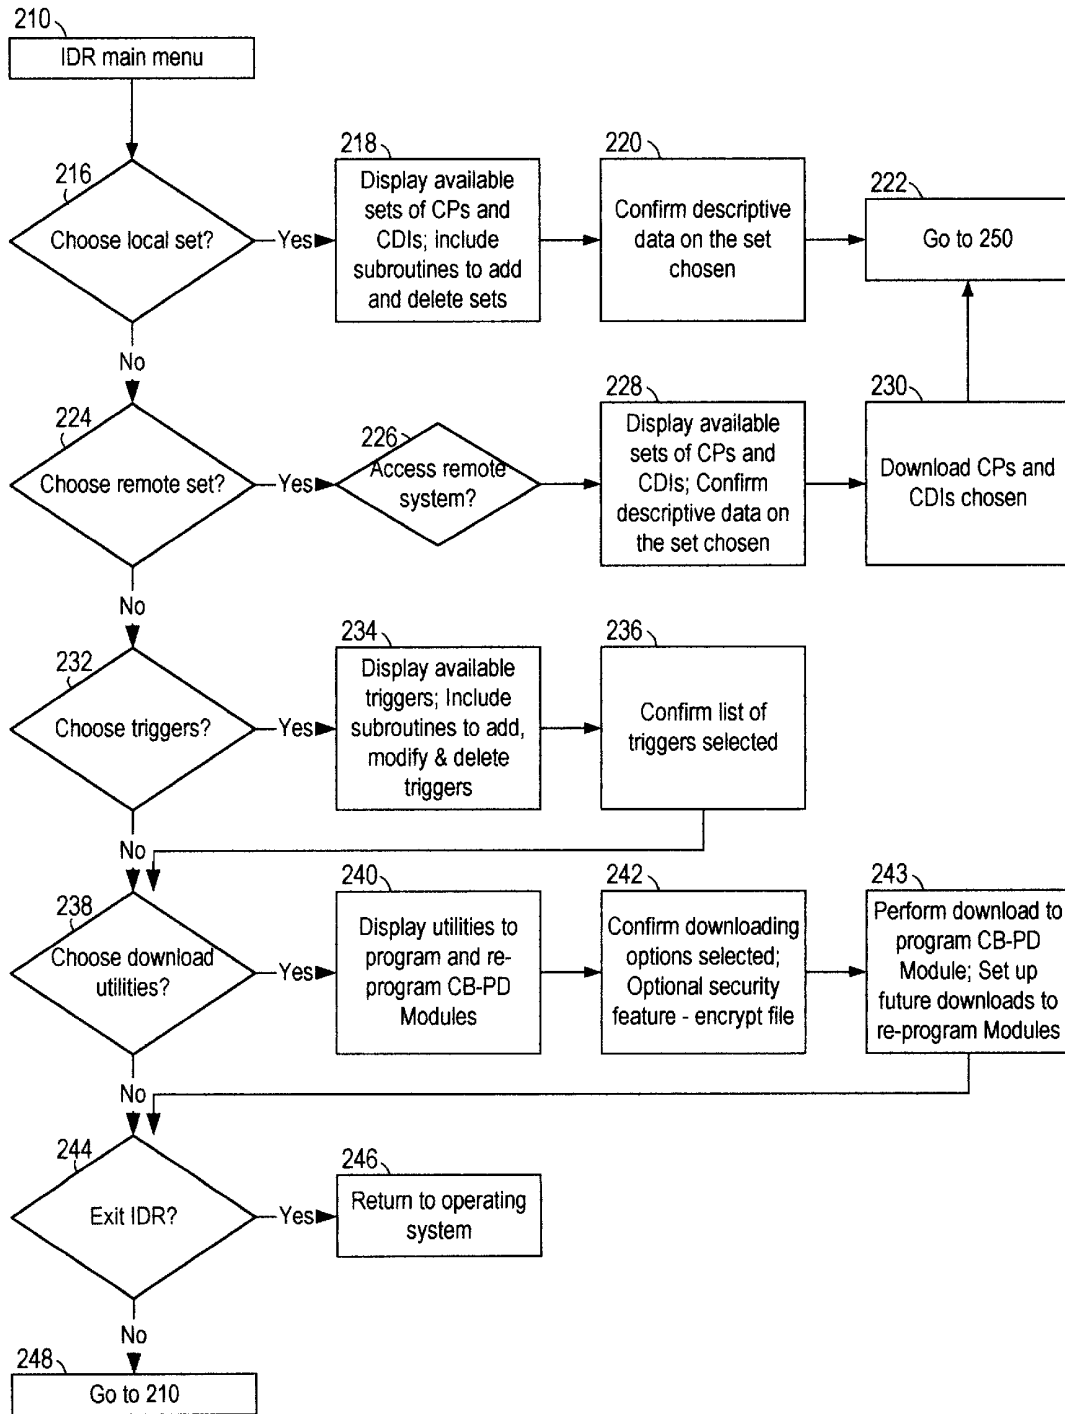 210
IDR main menu
216
Choose local set?
Yes
218
Display available
sets of CPs and
CDIs; include
subroutines to add
and delete sets
220
Confirm descriptive
data on the set
chosen
222
Go to 250
No
224
Choose remote set?
Yes
226
Access remote
system?
228
Display available
sets of CPs and
CDIs; Confirm
descriptive data on
the set chosen
230
Download CPs and
CDIs chosen
No
232
Choose triggers?
Yes
234
Display available
triggers; Include
subroutines to add,
modify & delete
triggers
236
Confirm list of
triggers selected
No
238
Choose download
utilities?
Yes
240
Display utilities to
program and re-
program CB-PD
Modules
242
Confirm downloading
options selected;
Optional security
feature - encrypt file
243
Perform download to
program CB-PD
Module; Set up
future downloads to
re-program Modules
No
244
Exit IDR?
Yes
246
Return to operating
system
No
248
Go to 210